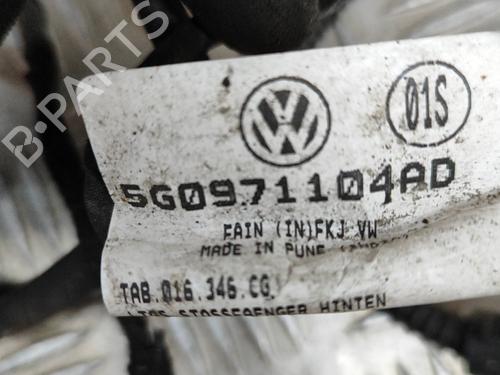 B-PARTS
01S
5G0971104AD
FAIN (IN)FKJ VW
MADE IN PUNE
TAB 016.346.CG
STOSSFAENGER HINTEN